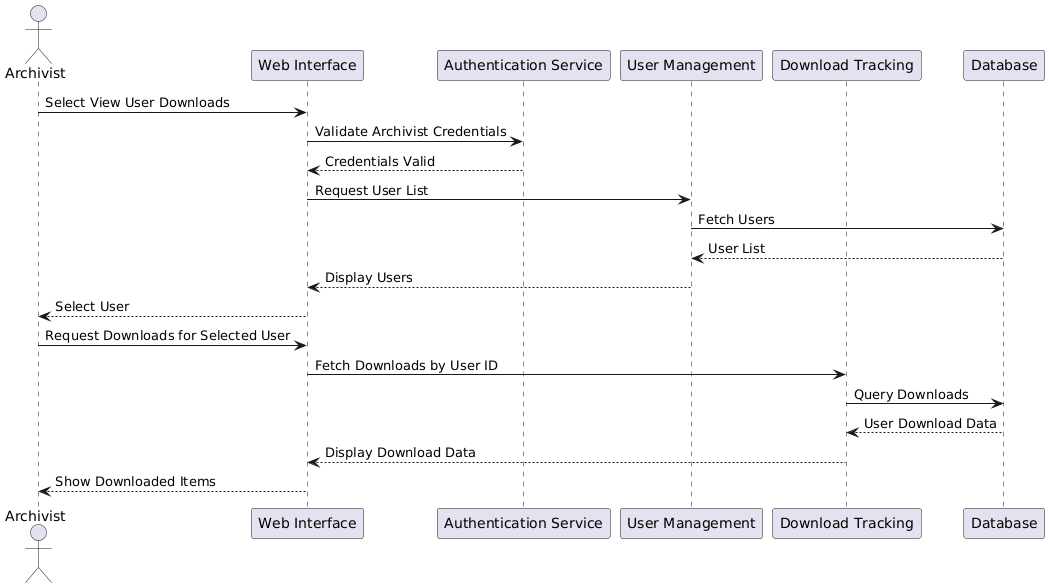 Archivist
Web Interface
Authentication Service
User Management
Download Tracking
Database
Select View User Downloads
Validate Archivist Credentials
Credentials Valid
Request User List
Fetch Users
User List
Display Users
Select User
Request Downloads for Selected User
Fetch Downloads by User ID
Query Downloads
User Download Data
Display Download Data
Show Downloaded Items
Archivist
Web Interface
Authentication Service
User Management
Download Tracking
Database